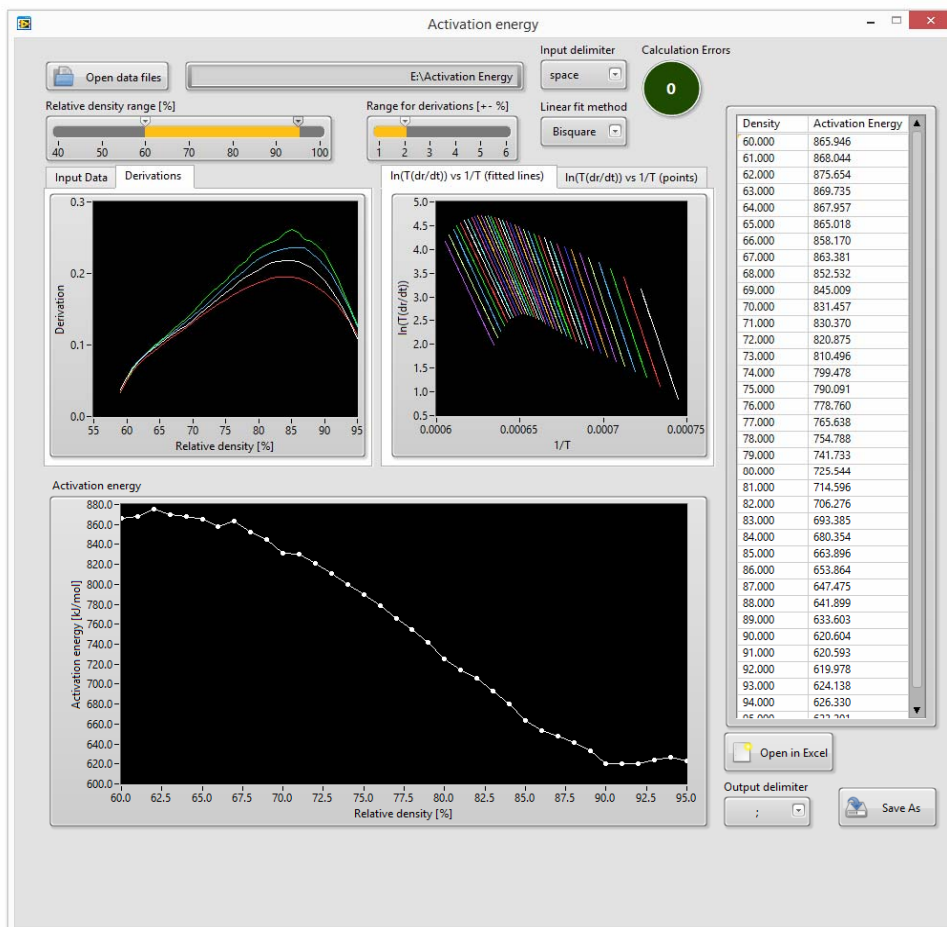 Activation energy
Open data files
E:\Activation Energy
Input delimiter
space
Calculation Errors
0
Relative density range [%]
40 50 60 70 80 90 100
Range for derivations [+- %]
1 2 3 4 5 6
Linear fit method
Bisquare
Input Data Derivations
0.3
0.2
0.1
0.0
Derivation
55 60 65 70 75 80 85 90 95
Relative density [%]
ln(T(dr/dt)) vs 1/T (fitted lines) ln(T(dr/dt)) vs 1/T (points)
5.0
4.5
4.0
3.5
3.0
2.5
2.0
1.5
1.0
0.5
ln(T(dr/dt))
0.0006 0.00065 0.0007 0.00075
1/T
Density Activation Energy
60.000 865.946
61.000 868.044
62.000 875.654
63.000 869.735
64.000 867.957
65.000 865.018
66.000 858.170
67.000 863.381
68.000 852.532
69.000 845.009
70.000 831.457
71.000 830.370
72.000 820.875
73.000 810.496
74.000 799.478
75.000 790.091
76.000 778.760
77.000 765.638
78.000 754.788
79.000 741.733
80.000 725.544
81.000 714.596
82.000 706.276
83.000 693.385
84.000 680.354
85.000 663.896
86.000 653.864
87.000 647.475
88.000 641.899
89.000 633.603
90.000 620.604
91.000 620.593
92.000 619.978
93.000 624.138
94.000 626.330
Activation energy
880.0
860.0
840.0
820.0
800.0
780.0
760.0
740.0
720.0
700.0
680.0
660.0
640.0
620.0
600.0
Activation energy [kJ/mol]
60.0 62.5 65.0 67.5 70.0 72.5 75.0 77.5 80.0 82.5 85.0 87.5 90.0 92.5 95.0
Relative density [%]
Open in Excel
Output delimiter
;
Save As